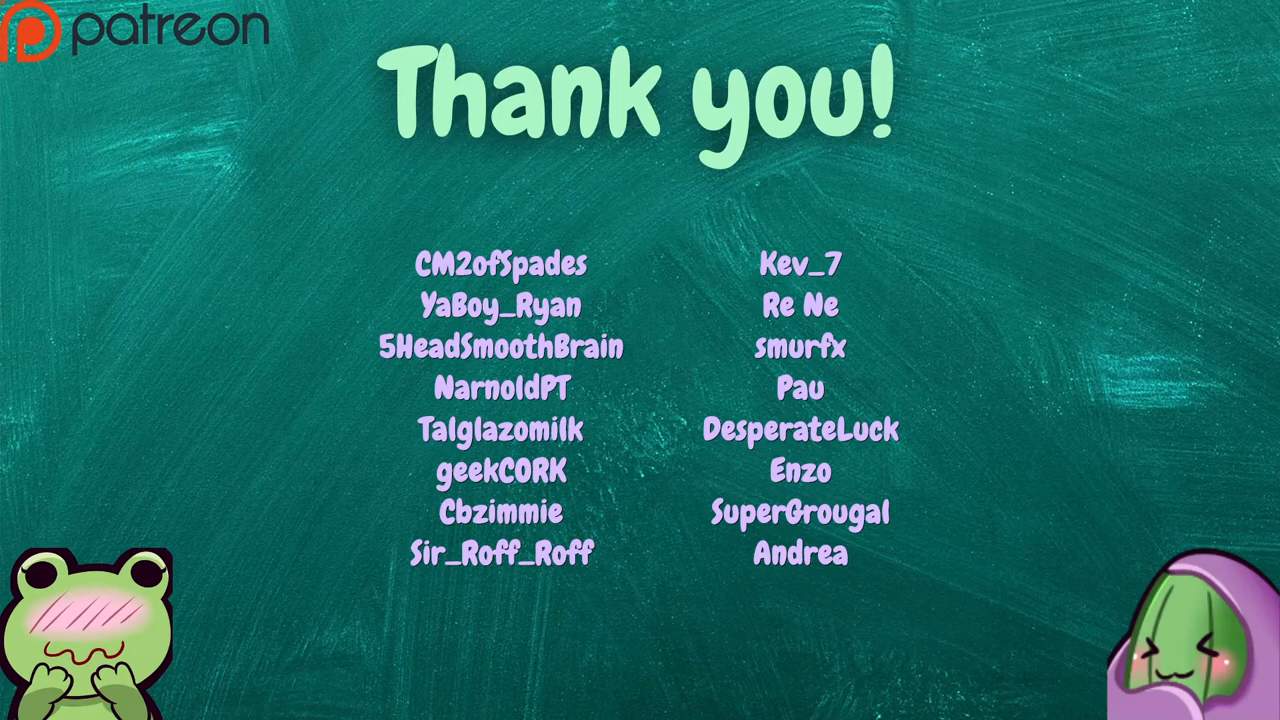 patreon
Thank you!
CM2ofSpades
YaBoy_Ryan
5HeadSmoothBrain
NarnoldPT
Talglazomilk
geekCORK
Cbzimmie
Sir_Roff_Roff
Kev_7
Re Ne
smurfx
Pau
DesperateLuck
Enzo
SuperGrougal
Andrea